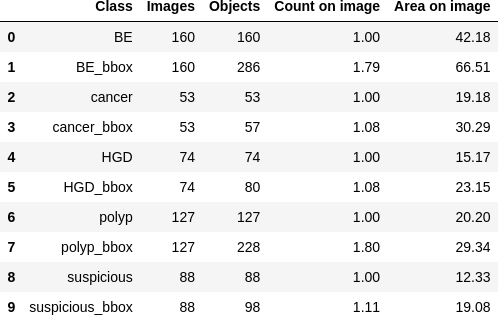 Class Images Objects Count on image Area on image
0 BE 160 160 1.00 42.18
1 BE_bbox 160 286 1.79 66.51
2 cancer 53 53 1.00 19.18
3 cancer_bbox 53 57 1.08 30.29
4 HGD 74 74 1.00 15.17
5 HGD_bbox 74 80 1.08 23.15
6 polyp 127 127 1.00 20.20
7 polyp_bbox 127 228 1.80 29.34
8 suspicious 88 88 1.00 12.33
9 suspicious_bbox 88 98 1.11 19.08